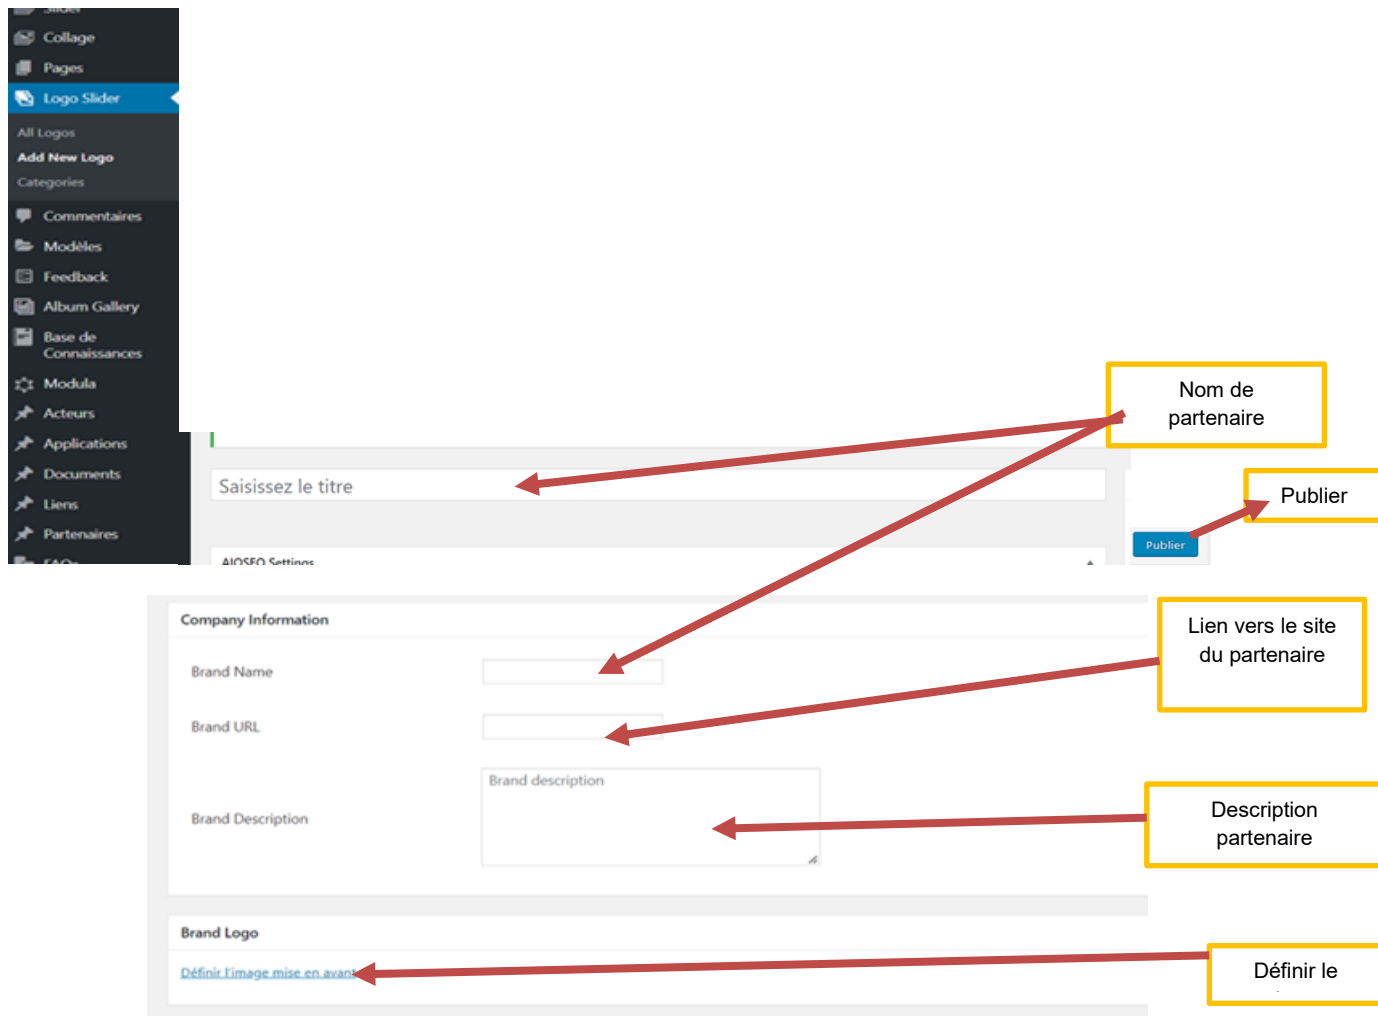 Slider
Collage
Pages
Logo Slider
All Logos
Add New Logo
Categories
Commentaires
Modèles
Feedback
Album Gallery
Base de
Connaissances
Modula
Acteurs
Applications
Documents
Liens
Partenaires
FAQs
Nom de
partenaire
Saisissez le titre
Publier
Publier
AIOSEO Settings
Company Information
Brand Name
Brand URL
Brand Description
Brand description
Lien vers le site
du partenaire
Description
partenaire
Brand Logo
Définir l'image mise en avant
Définir le